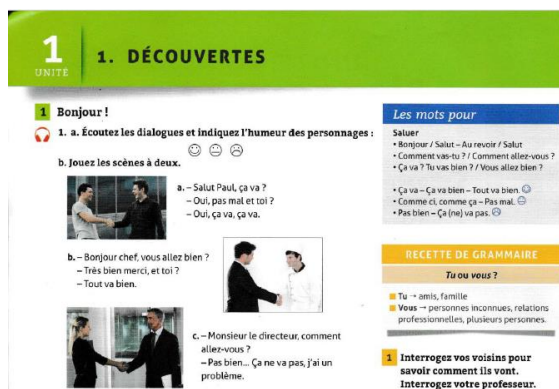 1
UNITÉ
1. DÉCOUVERTES
1 Bonjour !
1. a. Écoutez les dialogues et indiquez l'humeur des personnages :
b. Jouez les scènes à deux.
a. – Salut Paul, ça va ?
– Oui, pas mal et toi ?
– Oui, ça va, ça va.
b. – Bonjour chef, vous allez bien ?
– Très bien merci, et toi ?
– Tout va bien.
c. – Monsieur le directeur, comment
allez-vous ?
– Pas bien... Ça ne va pas, j'ai un
problème.
Les mots pour
Saluer
• Bonjour / Salut – Au revoir / Salut
• Comment vas-tu ? / Comment allez-vous ?
• Ça va ? Tu vas bien ? / Vous allez bien ?
• Ça va – Ça va bien – Tout va bien.
• Comme ci, comme ça – Pas mal.
• Pas bien – Ça (ne) va pas.
RECETTE DE GRAMMAIRE
Tu ou vous ?
Tu → amis, famille
Vous → personnes inconnues, relations
professionnelles, plusieurs personnes.
1 Interrogez vos voisins pour
savoir comment ils vont.
Interrogez votre professeur.